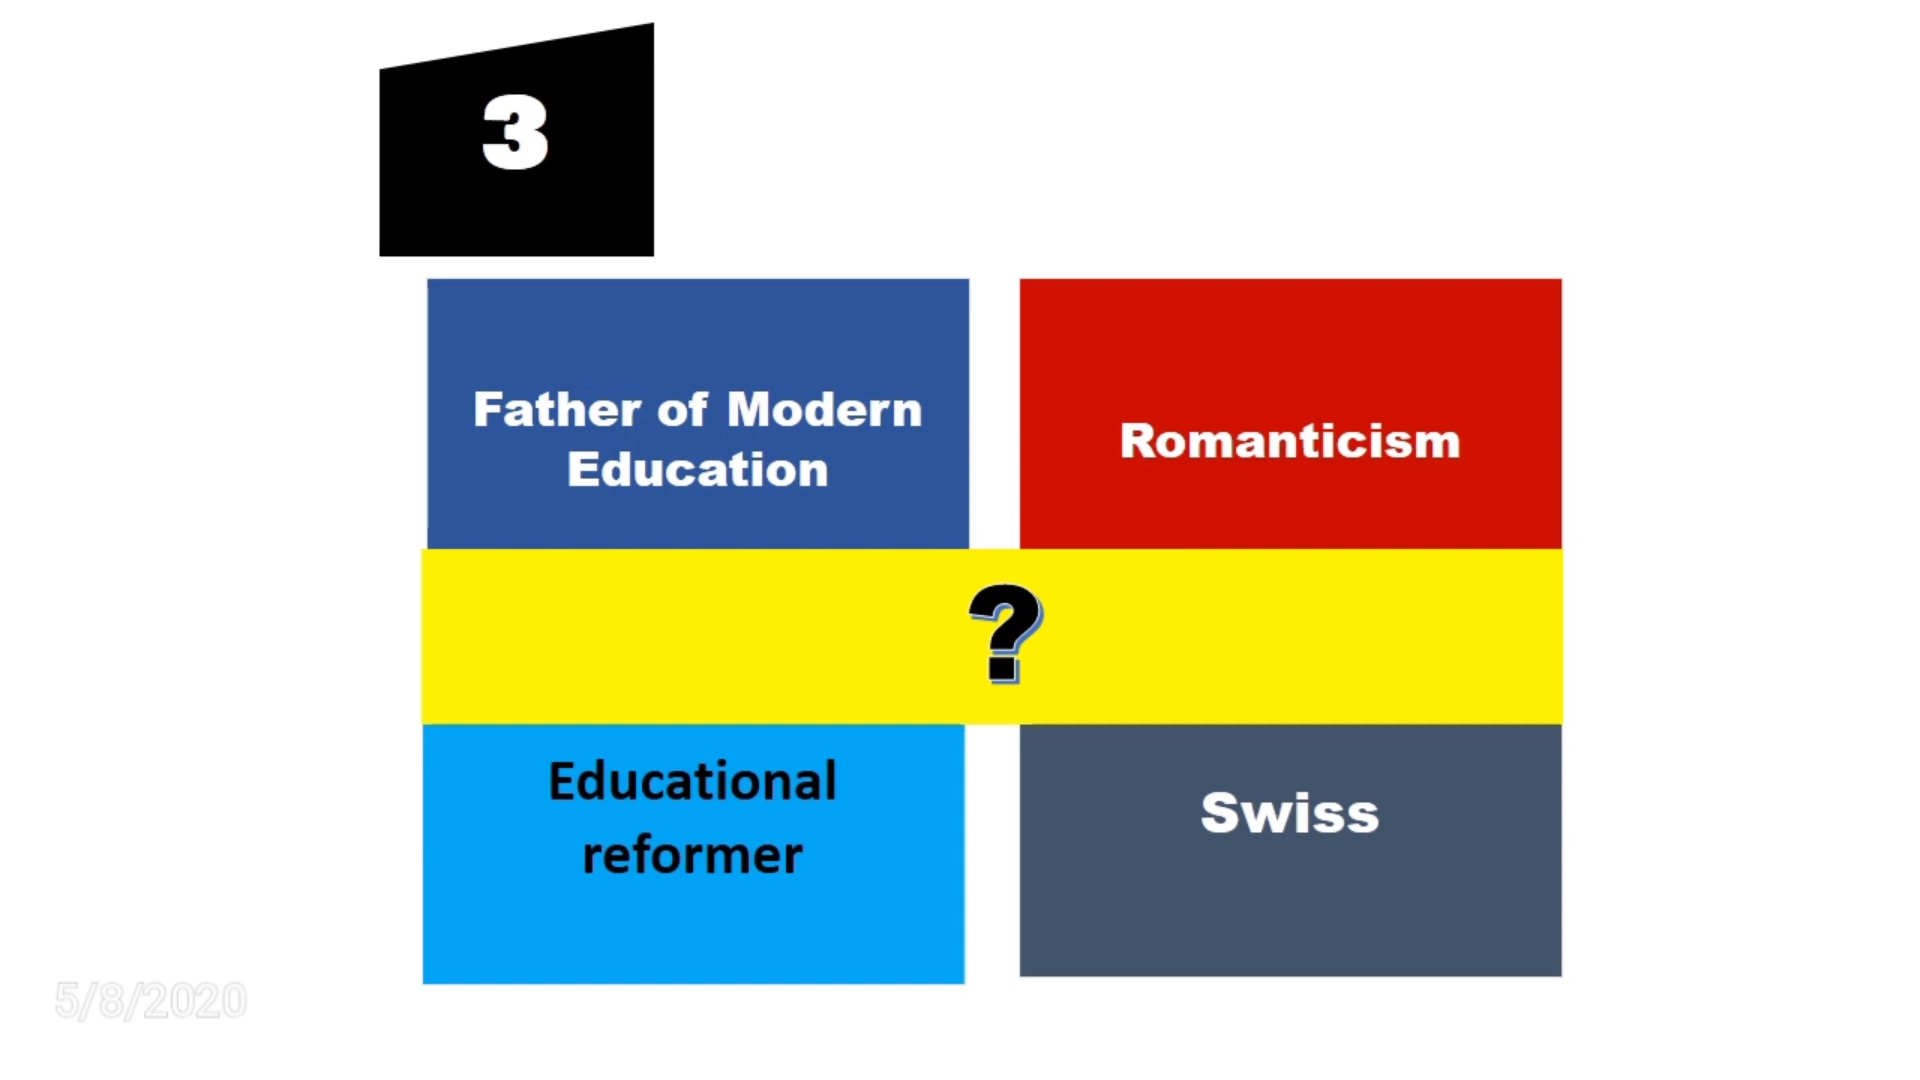 3
Father of Modern
Education
Romanticism
?
Educational
reformer
Swiss
5/8/2020